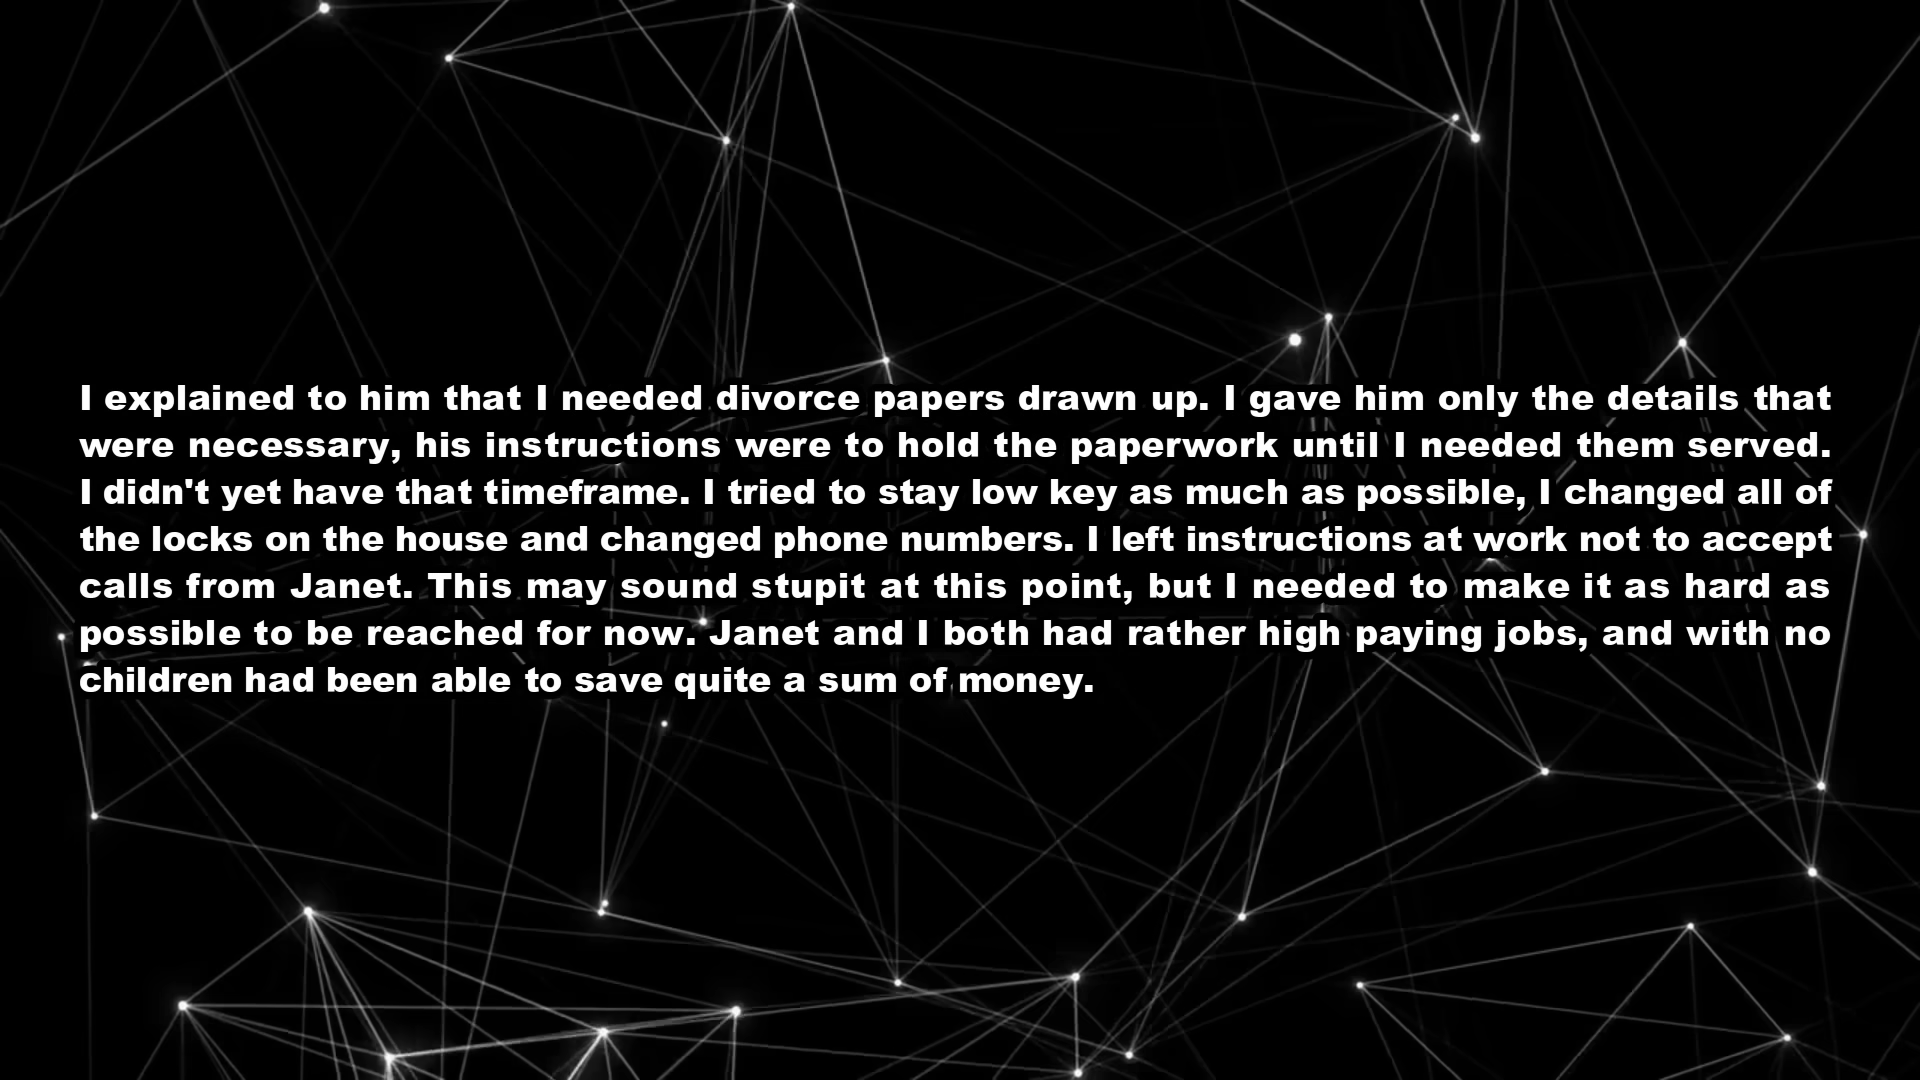 I explained to him that I needed divorce papers drawn up. I gave him only the details that
were necessary, his instructions were to hold the paperwork until I needed them served.
I didn't yet have that timeframe. I tried to stay low key as much as possible, I changed all of
the locks on the house and changed phone numbers. I left instructions at work not to accept
calls from Janet. This may sound stupit at this point, but I needed to make it as hard as
possible to be reached for now. Janet and I both had rather high paying jobs, and with no
children had been able to save quite a sum of money.